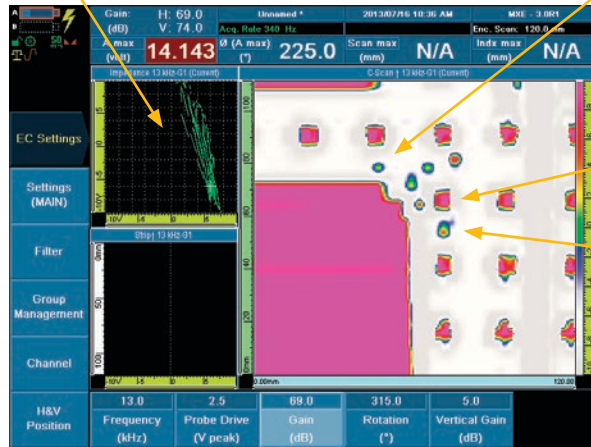 A
B
Gain: H: 69.0 Unnamed * 2013/07/16 10:36 AM MXE - 3.0R1
(dB) V: 74.0 Acq. Rate 340 Hz Enc. Scan: 120.0 mm
A max 14.143 Ø (A max) 225.0 Scan max N/A Indx max N/A
(volt) (°) (mm) (mm)
Impedance 13 kHz-G1 (Current) C-Scan ↑ 13 kHz-G1 (Current)
EC Settings
Settings
(MAIN)
Filter
Group
Management
Channel
H&V
Position
Strip↑ 13 kHz-G1
0.00mm 120.00
13.0 2.5 69.0 315.0 5.0
Frequency Probe Drive Gain Rotation Vertical Gain
(kHz) (V peak) (dB) (°) (dB)